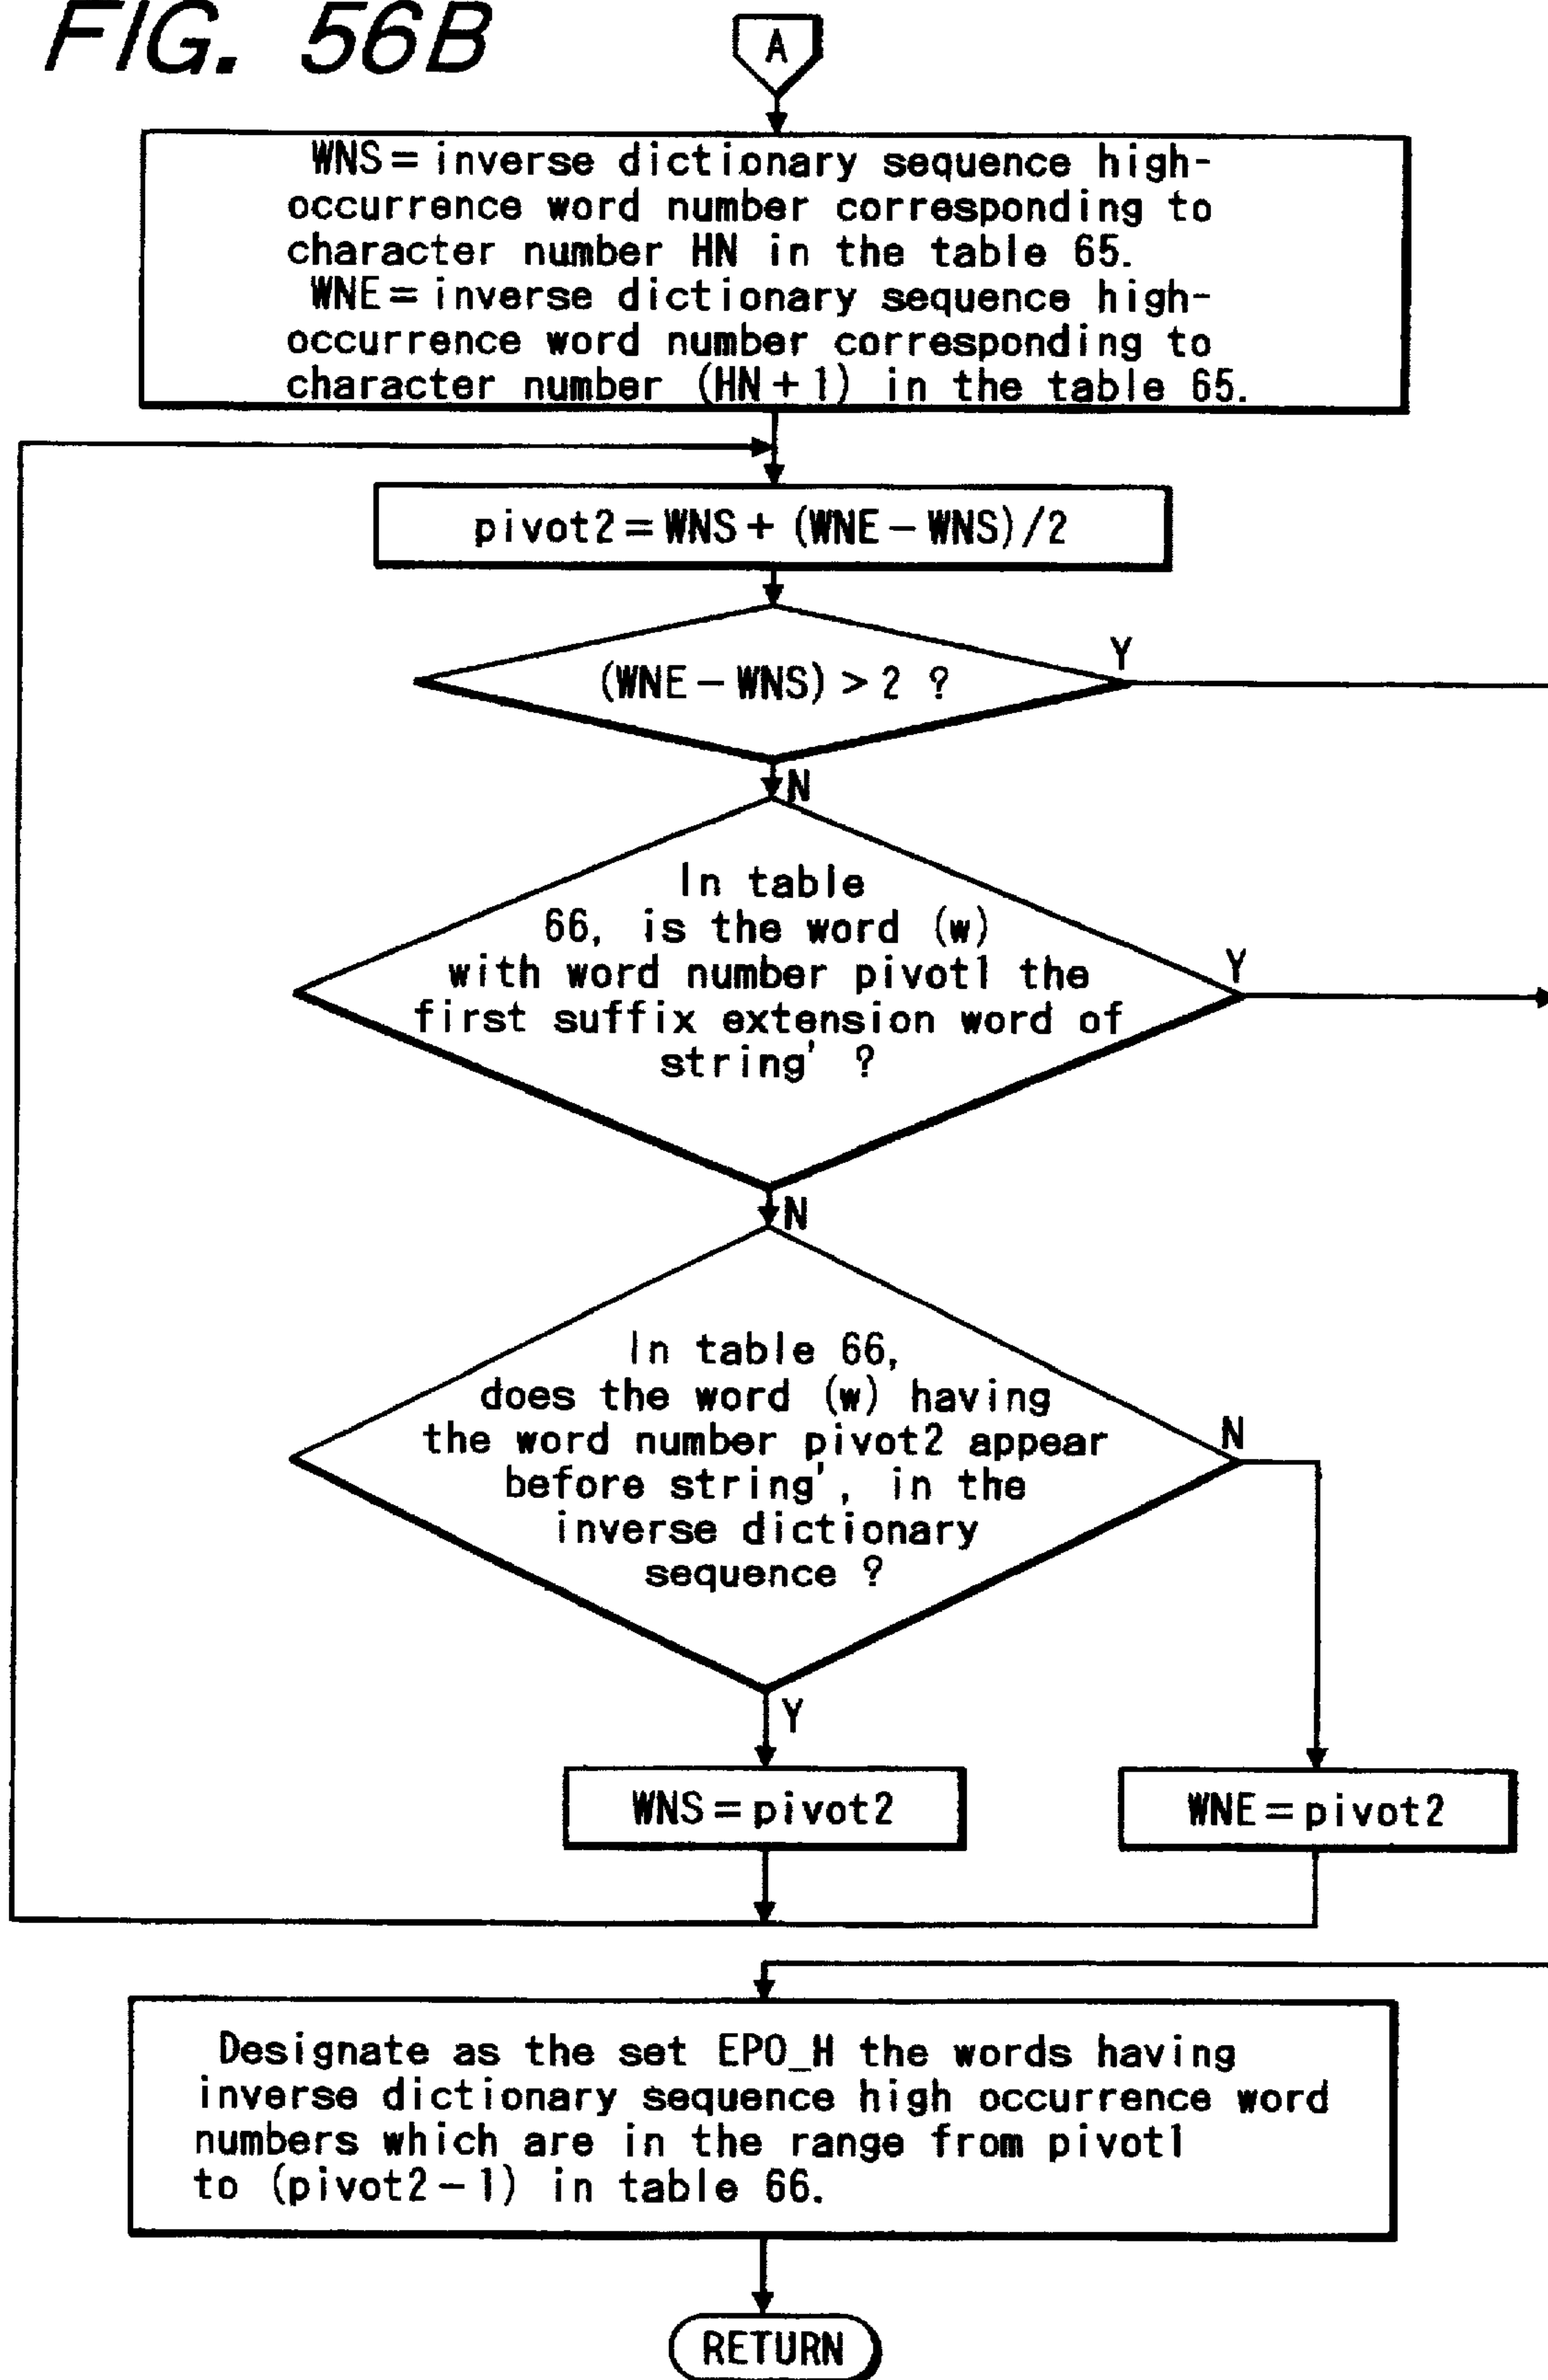 FIG. 56B
A
WNS = inverse dictionary sequence high-
occurrence word number corresponding to
character number HN in the table 65.
WNE = inverse dictionary sequence high-
occurrence word number corresponding to
character number (HN + 1) in the table 65.
pivot2 = WNS + (WNE - WNS) /2
(WNE - WNS) > 2 ?
Y
N
In table
66, is the word (w)
with word number pivot1 the
first suffix extension word of
string' ?
Y
N
In table 66,
does the word (w) having
the word number pivot2 appear
before string', in the
inverse dictionary
sequence ?
N
Y
WNS = pivot2
WNE = pivot2
Designate as the set EPO_H the words having
inverse dictionary sequence high occurrence word
numbers which are in the range from pivot1
to (pivot2 - 1) in table 66.
RETURN